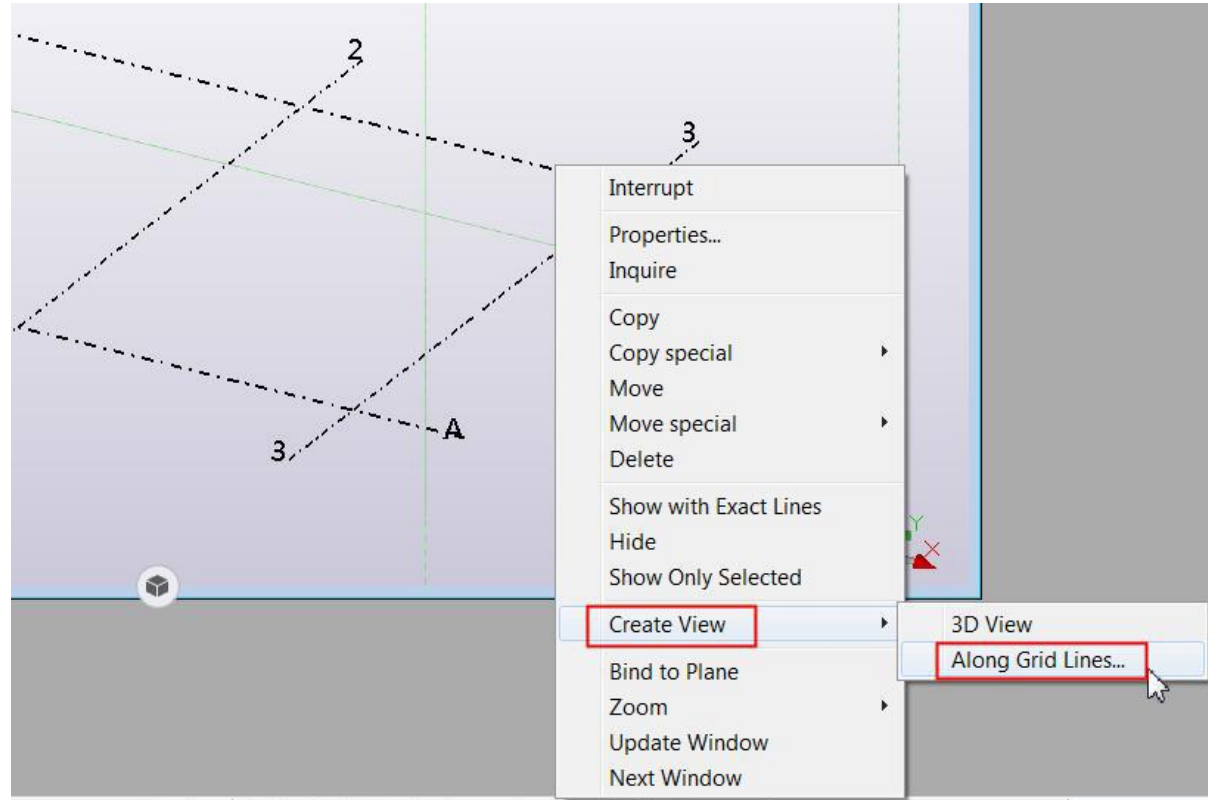 2
3
Interrupt
Properties...
Inquire
Copy
Copy special
Move
Move special
A
3
Delete
Show with Exact Lines
Y
Hide
X
Show Only Selected
Create View
3D View
Along Grid Lines...
Bind to Plane
Zoom
Update Window
Next Window